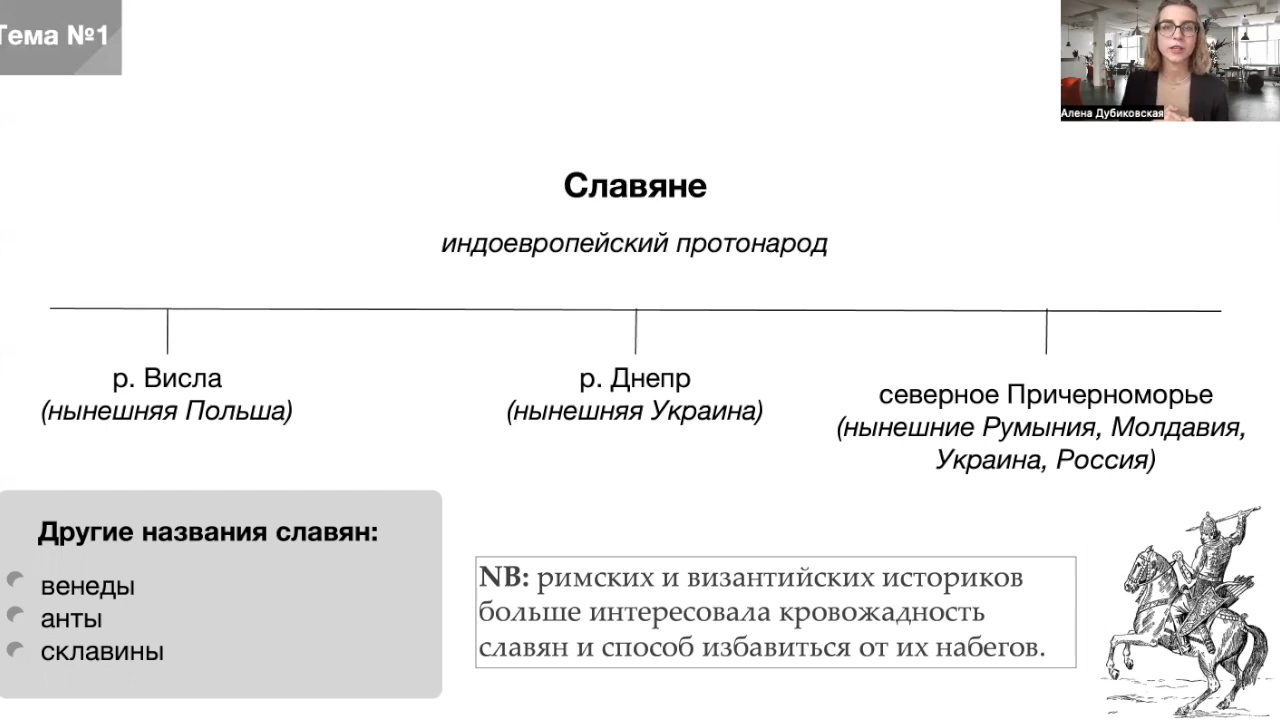 Тема №1
Алена Дубиковская
Славяне
индоевропейский протонарод
р. Висла
(нынешняя Польша)
р. Днепр
(нынешняя Украина)
северное Причерноморье
(нынешние Румыния, Молдавия,
Украина, Россия)
Другие названия славян:
венеды
анты
склавины
NB: римских и византийских историков
больше интересовала кровожадность
славян и способ избавиться от их набегов.